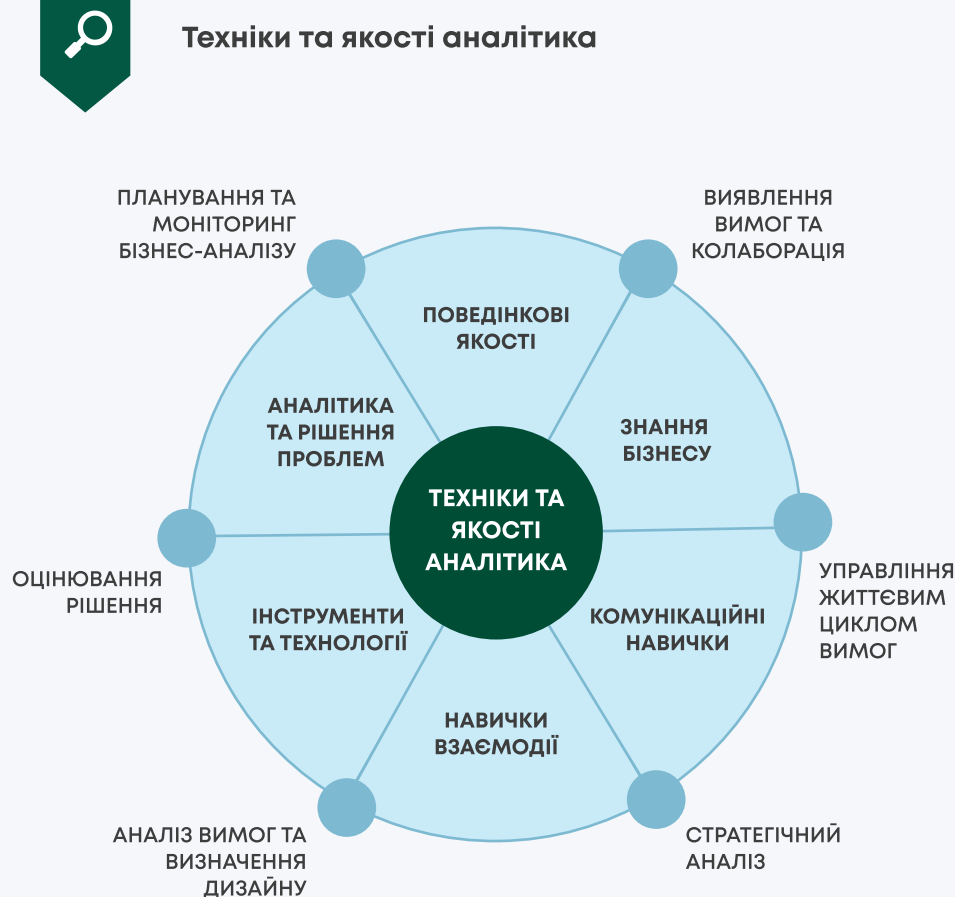 Техніки та якості аналітика
ПЛАНУВАННЯ ТА
МОНІТОРИНГ
БІЗНЕС-АНАЛІЗУ
ВИЯВЛЕННЯ
ВИМОГ ТА
КОЛАБОРАЦІЯ
ПОВЕДІНКОВІ
ЯКОСТІ
АНАЛІТИКА
ТА РІШЕННЯ
ПРОБЛЕМ
ЗНАННЯ
БІЗНЕСУ
ТЕХНІКИ ТА
ЯКОСТІ
АНАЛІТИКА
ОЦІНЮВАННЯ
РІШЕННЯ
УПРАВЛІННЯ
ЖИТТЄВИМ
ЦИКЛОМ
ВИМОГ
ІНСТРУМЕНТИ
ТА ТЕХНОЛОГІЇ
КОМУНІКАЦІЙНІ
НАВИЧКИ
НАВИЧКИ
ВЗАЄМОДІЇ
АНАЛІЗ ВИМОГ ТА
ВИЗНАЧЕННЯ
ДИЗАЙНУ
СТРАТЕГІЧНИЙ
АНАЛІЗ